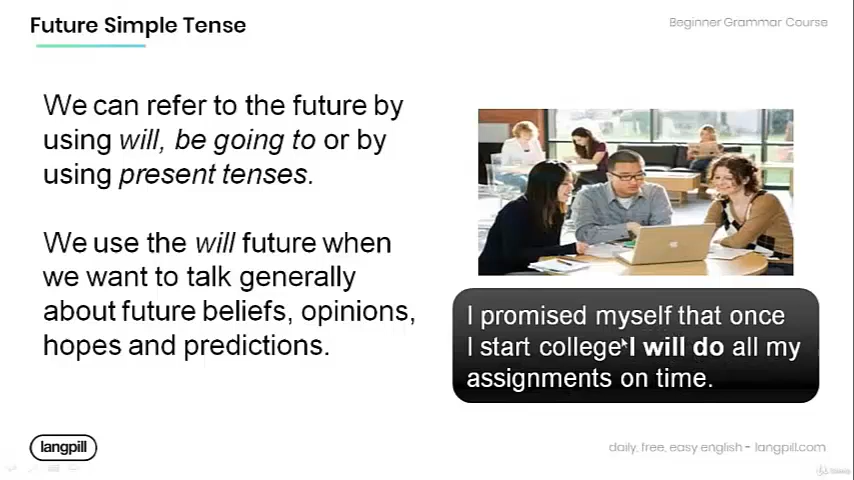 Future Simple Tense
Beginner Grammar Course
We can refer to the future by
using will, be going to or by
using present tenses.
We use the will future when
we want to talk generally
about future beliefs, opinions,
hopes and predictions.
I promised myself that once
I start college I will do all my
assignments on time.
langpill
daily, free, easy english - langpill.com